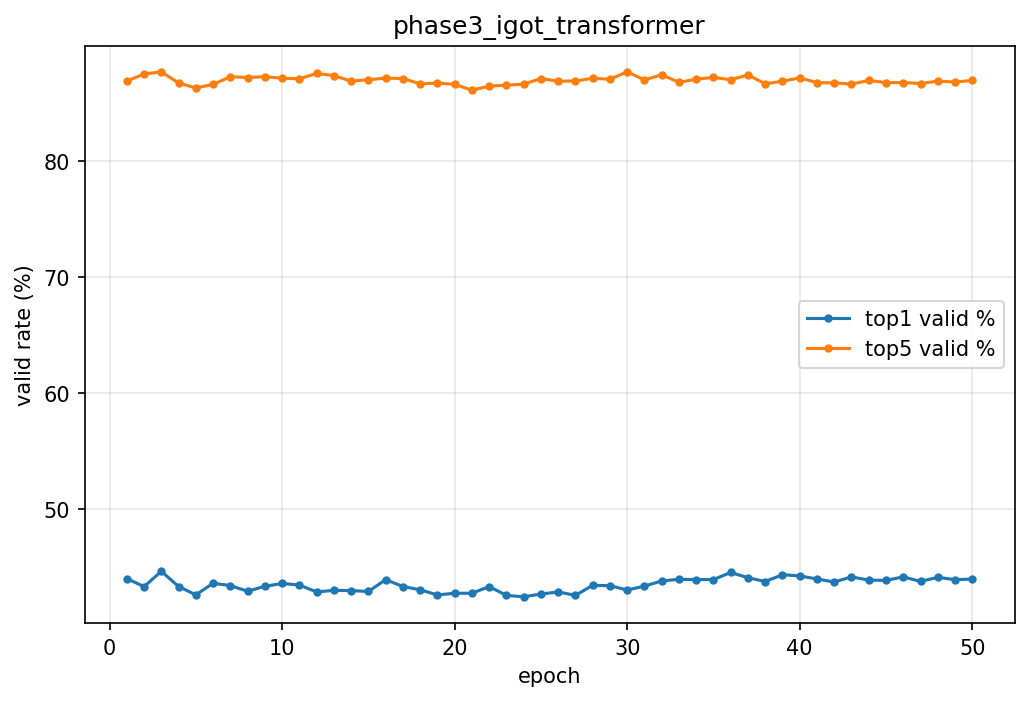 phase3_igot_transformer
valid rate (%)
80
70
60
50
top1 valid %
top5 valid %
0 10 20 30 40 50
epoch